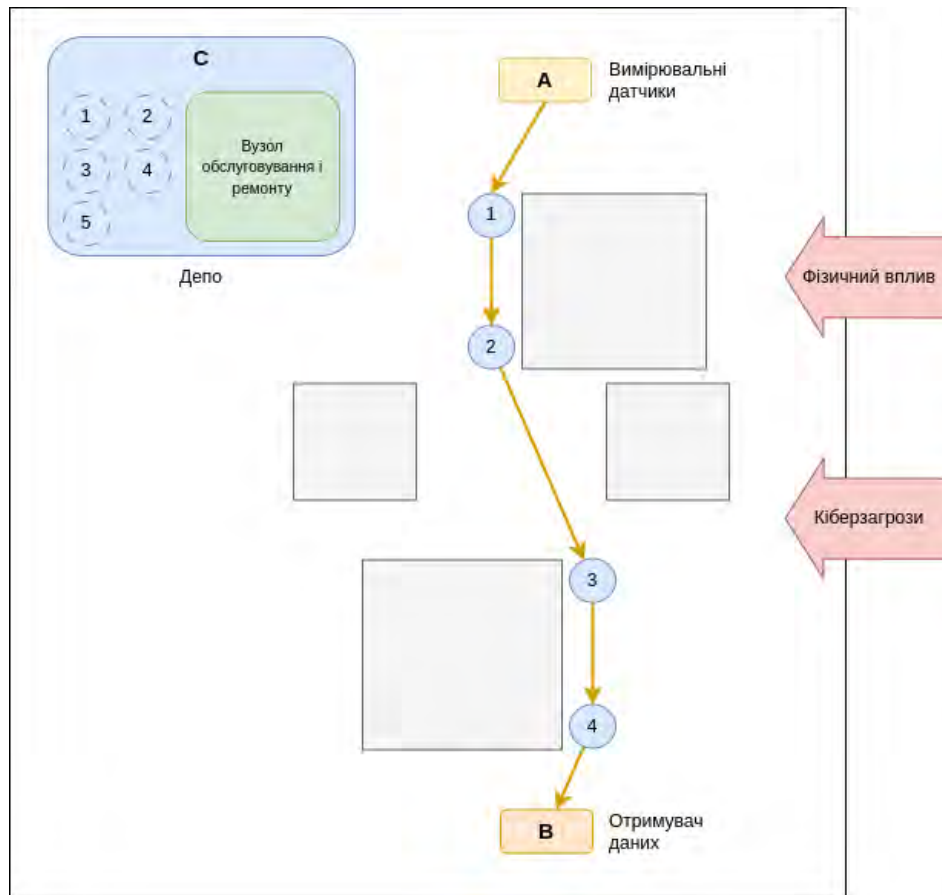 C
1
2
3
4
5
Вузол
обслуговування і
ремонту
Депо
A
Вимірювальні
датчики
1
2
Фізичний вплив
Кіберзагрози
3
4
B
Отримувач
даних